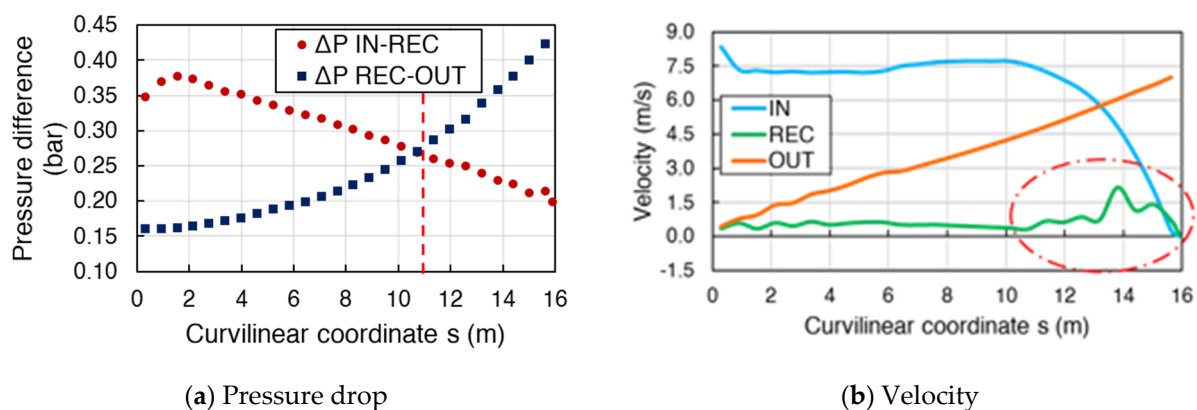 0.45
0.40
0.35
0.30
0.25
0.20
0.15
0.10
Pressure difference
(bar)
ΔP IN-REC
ΔP REC-OUT
0 2 4 6 8 10 12 14 16
Curvilinear coordinate s (m)
(a) Pressure drop
9.0
7.5
6.0
4.5
3.0
1.5
0.0
-1.5
Velocity (m/s)
IN
REC
OUT
0 2 4 6 8 10 12 14 16
Curvilinear coordinate s (m)
(b) Velocity